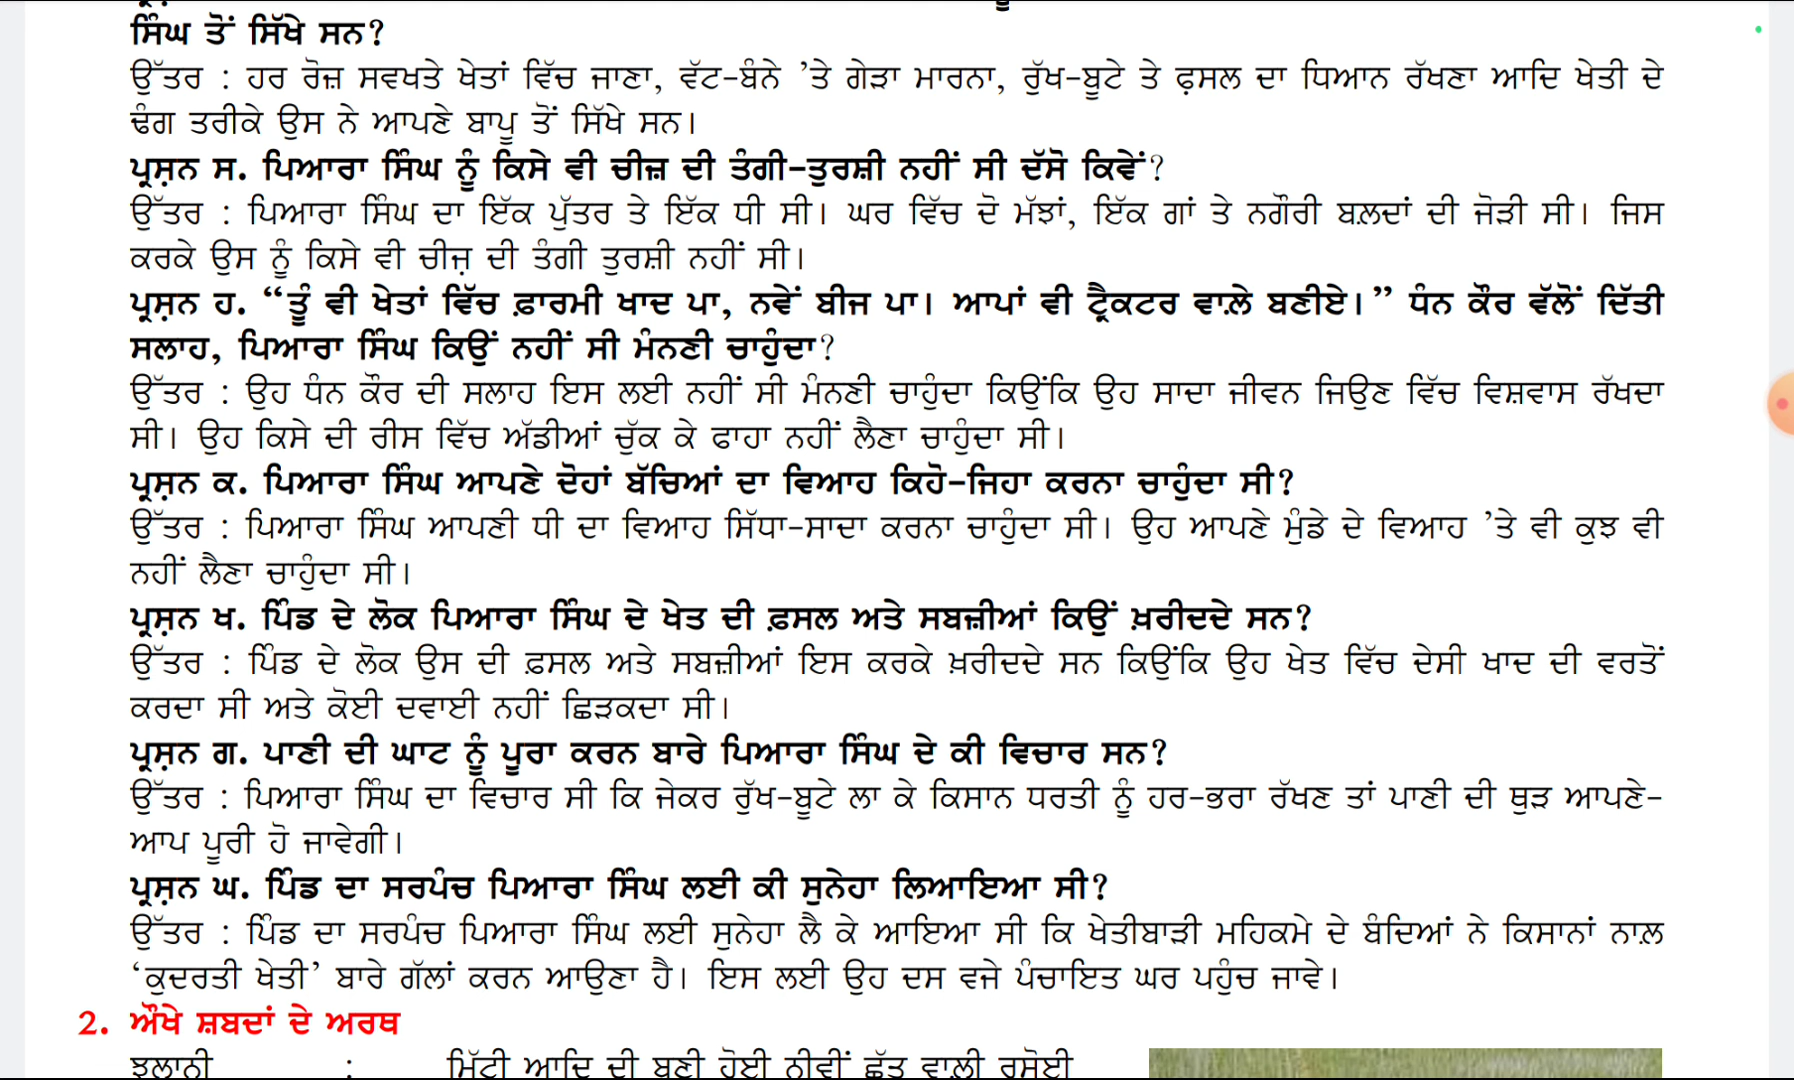 ਸਿੰਘ ਤੋਂ ਸਿੱਖੇ ਸਨ?
ਉੱਤਰ : ਹਰ ਰੋਜ਼ ਸਵਖਤੇ ਖੇਤਾਂ ਵਿੱਚ ਜਾਣਾ, ਵੱਟ-ਬੰਨੇ ’ਤੇ ਗੇੜਾ ਮਾਰਨਾ, ਰੁੱਖ-ਬੂਟੇ ਤੇ ਫ਼ਸਲ ਦਾ ਧਿਆਨ ਰੱਖਣਾ ਆਦਿ ਖੇਤੀ ਦੇ
ਢੰਗ ਤਰੀਕੇ ਉਸ ਨੇ ਆਪਣੇ ਬਾਪੂ ਤੋਂ ਸਿੱਖੇ ਸਨ।
ਪ੍ਰਸ਼ਨ ਸ. ਪਿਆਰਾ ਸਿੰਘ ਨੂੰ ਕਿਸੇ ਵੀ ਚੀਜ਼ ਦੀ ਤੰਗੀ-ਤੁਰਸ਼ੀ ਨਹੀਂ ਸੀ ਦੱਸੋ ਕਿਵੇਂ?
ਉੱਤਰ : ਪਿਆਰਾ ਸਿੰਘ ਦਾ ਇੱਕ ਪੁੱਤਰ ਤੇ ਇੱਕ ਧੀ ਸੀ। ਘਰ ਵਿੱਚ ਦੋ ਮੱਝਾਂ, ਇੱਕ ਗਾਂ ਤੇ ਨਗੌਰੀ ਬਲ਼ਦਾਂ ਦੀ ਜੋੜੀ ਸੀ। ਜਿਸ
ਕਰਕੇ ਉਸ ਨੂੰ ਕਿਸੇ ਵੀ ਚੀਜ਼ ਦੀ ਤੰਗੀ ਤੁਰਸ਼ੀ ਨਹੀਂ ਸੀ।
ਪ੍ਰਸ਼ਨ ਹ. “ਤੂੰ ਵੀ ਖੇਤਾਂ ਵਿੱਚ ਫ਼ਾਰਮੀ ਖਾਦ ਪਾ, ਨਵੇਂ ਬੀਜ ਪਾ। ਆਪਾਂ ਵੀ ਟ੍ਰੈਕਟਰ ਵਾਲ਼ੇ ਬਣੀਏ।” ਧੰਨ ਕੌਰ ਵੱਲੋਂ ਦਿੱਤੀ
ਸਲਾਹ, ਪਿਆਰਾ ਸਿੰਘ ਕਿਉਂ ਨਹੀਂ ਸੀ ਮੰਨਣੀ ਚਾਹੁੰਦਾ?
ਉੱਤਰ : ਉਹ ਧੰਨ ਕੌਰ ਦੀ ਸਲਾਹ ਇਸ ਲਈ ਨਹੀਂ ਸੀ ਮੰਨਣੀ ਚਾਹੁੰਦਾ ਕਿਉਂਕਿ ਉਹ ਸਾਦਾ ਜੀਵਨ ਜਿਉਣ ਵਿੱਚ ਵਿਸ਼ਵਾਸ ਰੱਖਦਾ
ਸੀ। ਉਹ ਕਿਸੇ ਦੀ ਰੀਸ ਵਿੱਚ ਅੱਡੀਆਂ ਚੁੱਕ ਕੇ ਫਾਹਾ ਨਹੀਂ ਲੈਣਾ ਚਾਹੁੰਦਾ ਸੀ।
ਪ੍ਰਸ਼ਨ ਕ. ਪਿਆਰਾ ਸਿੰਘ ਆਪਣੇ ਦੋਹਾਂ ਬੱਚਿਆਂ ਦਾ ਵਿਆਹ ਕਿਹੋ-ਜਿਹਾ ਕਰਨਾ ਚਾਹੁੰਦਾ ਸੀ?
ਉੱਤਰ : ਪਿਆਰਾ ਸਿੰਘ ਆਪਣੀ ਧੀ ਦਾ ਵਿਆਹ ਸਿੱਧਾ-ਸਾਦਾ ਕਰਨਾ ਚਾਹੁੰਦਾ ਸੀ। ਉਹ ਆਪਣੇ ਮੁੰਡੇ ਦੇ ਵਿਆਹ ’ਤੇ ਵੀ ਕੁਝ ਵੀ
ਨਹੀਂ ਲੈਣਾ ਚਾਹੁੰਦਾ ਸੀ।
ਪ੍ਰਸ਼ਨ ਖ. ਪਿੰਡ ਦੇ ਲੋਕ ਪਿਆਰਾ ਸਿੰਘ ਦੇ ਖੇਤ ਦੀ ਫ਼ਸਲ ਅਤੇ ਸਬਜ਼ੀਆਂ ਕਿਉਂ ਖ਼ਰੀਦਦੇ ਸਨ?
ਉੱਤਰ : ਪਿੰਡ ਦੇ ਲੋਕ ਉਸ ਦੀ ਫ਼ਸਲ ਅਤੇ ਸਬਜ਼ੀਆਂ ਇਸ ਕਰਕੇ ਖ਼ਰੀਦਦੇ ਸਨ ਕਿਉਂਕਿ ਉਹ ਖੇਤ ਵਿੱਚ ਦੇਸੀ ਖਾਦ ਦੀ ਵਰਤੋਂ
ਕਰਦਾ ਸੀ ਅਤੇ ਕੋਈ ਦਵਾਈ ਨਹੀਂ ਛਿੜਕਦਾ ਸੀ।
ਪ੍ਰਸ਼ਨ ਗ. ਪਾਣੀ ਦੀ ਘਾਟ ਨੂੰ ਪੂਰਾ ਕਰਨ ਬਾਰੇ ਪਿਆਰਾ ਸਿੰਘ ਦੇ ਕੀ ਵਿਚਾਰ ਸਨ?
ਉੱਤਰ : ਪਿਆਰਾ ਸਿੰਘ ਦਾ ਵਿਚਾਰ ਸੀ ਕਿ ਜੇਕਰ ਰੁੱਖ-ਬੂਟੇ ਲਾ ਕੇ ਕਿਸਾਨ ਧਰਤੀ ਨੂੰ ਹਰ-ਭਰਾ ਰੱਖਣ ਤਾਂ ਪਾਣੀ ਦੀ ਥੁੜ ਆਪਣੇ-
ਆਪ ਪੂਰੀ ਹੋ ਜਾਵੇਗੀ।
ਪ੍ਰਸ਼ਨ ਘ. ਪਿੰਡ ਦਾ ਸਰਪੰਚ ਪਿਆਰਾ ਸਿੰਘ ਲਈ ਕੀ ਸੁਨੇਹਾ ਲਿਆਇਆ ਸੀ?
ਉੱਤਰ : ਪਿੰਡ ਦਾ ਸਰਪੰਚ ਪਿਆਰਾ ਸਿੰਘ ਲਈ ਸੁਨੇਹਾ ਲੈ ਕੇ ਆਇਆ ਸੀ ਕਿ ਖੇਤੀਬਾੜੀ ਮਹਿਕਮੇ ਦੇ ਬੰਦਿਆਂ ਨੇ ਕਿਸਾਨਾਂ ਨਾਲ਼
‘ਕੁਦਰਤੀ ਖੇਤੀ’ ਬਾਰੇ ਗੱਲਾਂ ਕਰਨ ਆਉਣਾ ਹੈ। ਇਸ ਲਈ ਉਹ ਦਸ ਵਜੇ ਪੰਚਾਇਤ ਘਰ ਪਹੁੰਚ ਜਾਵੇ।
2. ਔਖੇ ਸ਼ਬਦਾਂ ਦੇ ਅਰਥ
ਝਲਾਨੀ : ਮਿੱਟੀ ਆਦਿ ਦੀ ਬਣੀ ਹੋਈ ਨੀਵੀਂ ਛੱਤ ਵਾਲ਼ੀ ਰਸੋਈ